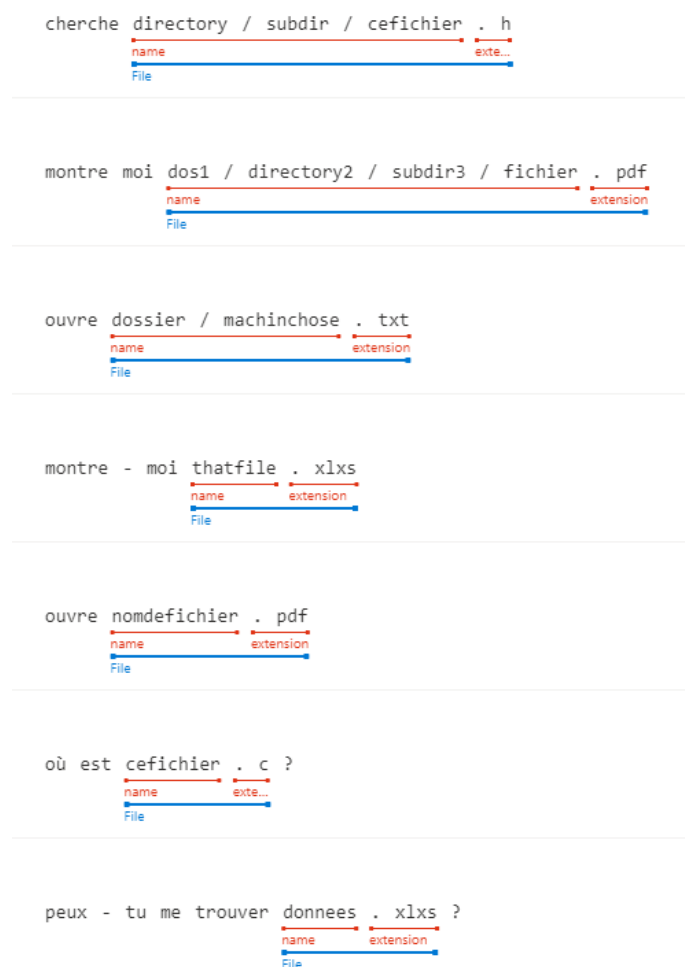 cherche directory / subdir / cefichier . h
name exte...
File
montre moi dos1 / directory2 / subdir3 / fichier . pdf
name extension
File
ouvre dossier / machinchose . txt
name extension
File
montre - moi thatfile . xlxs
name extension
File
ouvre nomdefichier . pdf
name extension
File
où est cefichier . c ?
name exte...
File
peux - tu me trouver donnees . xlxs ?
name extension
File